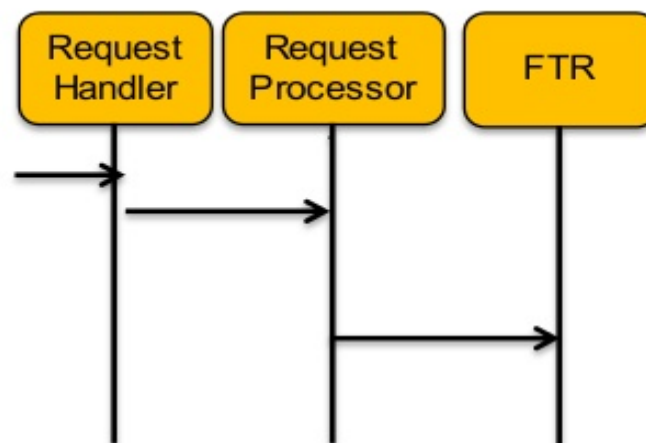 Request
Handler
Request
Processor
FTR